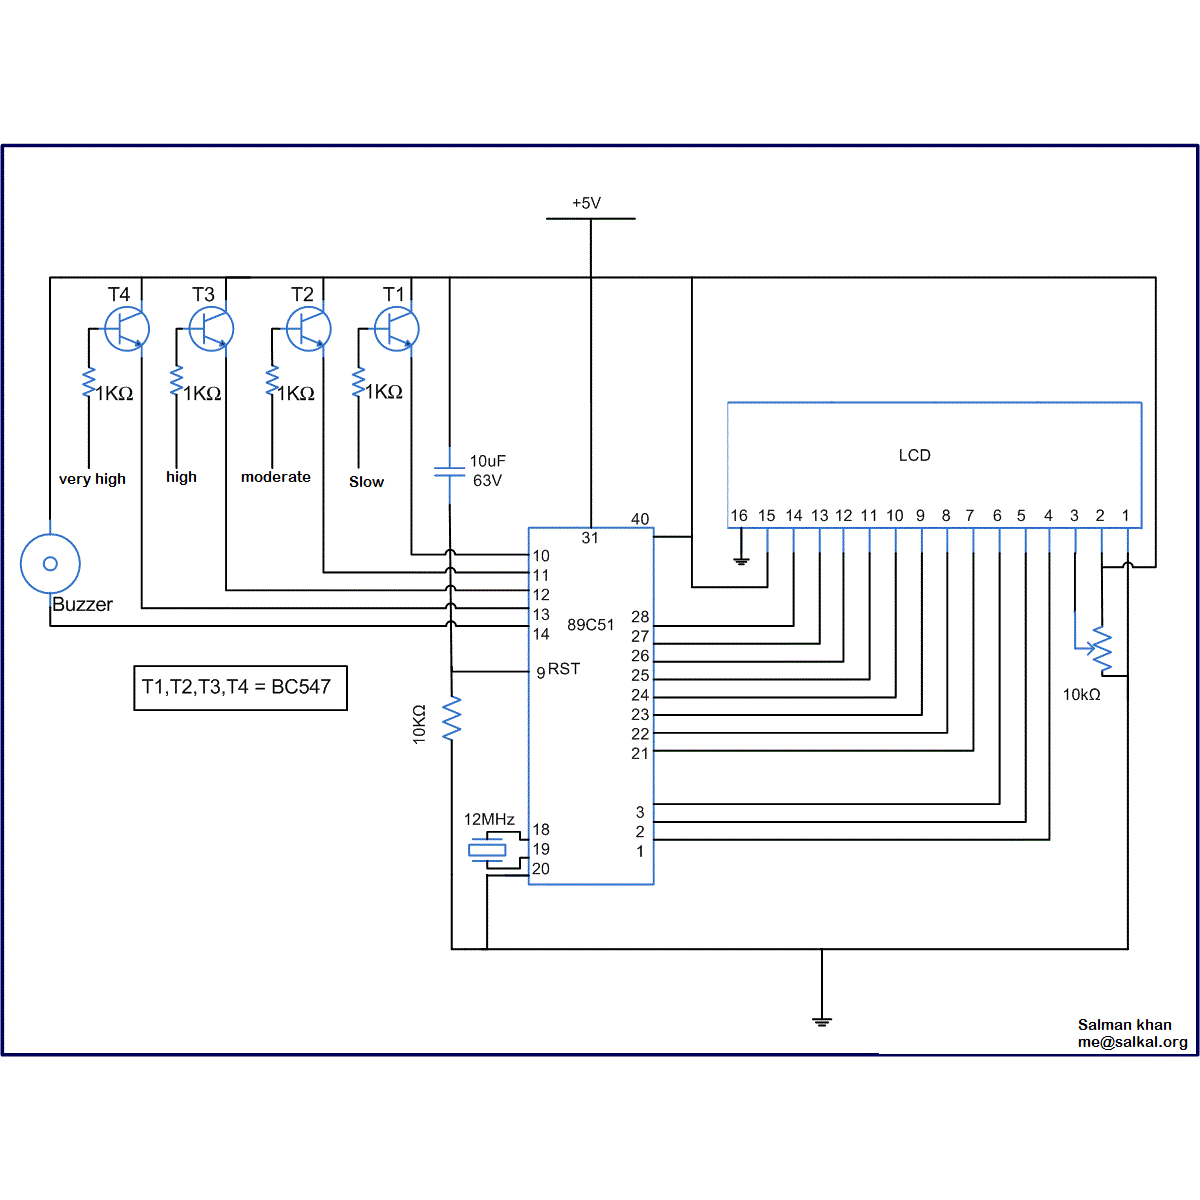 +5V
T4
T3
T2
T1
1KΩ
1KΩ
1KΩ
1KΩ
very high
high
moderate
Slow
10uF
63V
LCD
16 15 14 13 12 11 10 9 8 7 6 5 4 3 2 1
40
31
10
11
12
13
14
89C51
9 RST
Buzzer
28
27
26
25
24
23
22
21
3
2
1
T1,T2,T3,T4 = BC547
10KΩ
10kΩ
12MHz
18
19
20
Salman khan
me@salkal.org